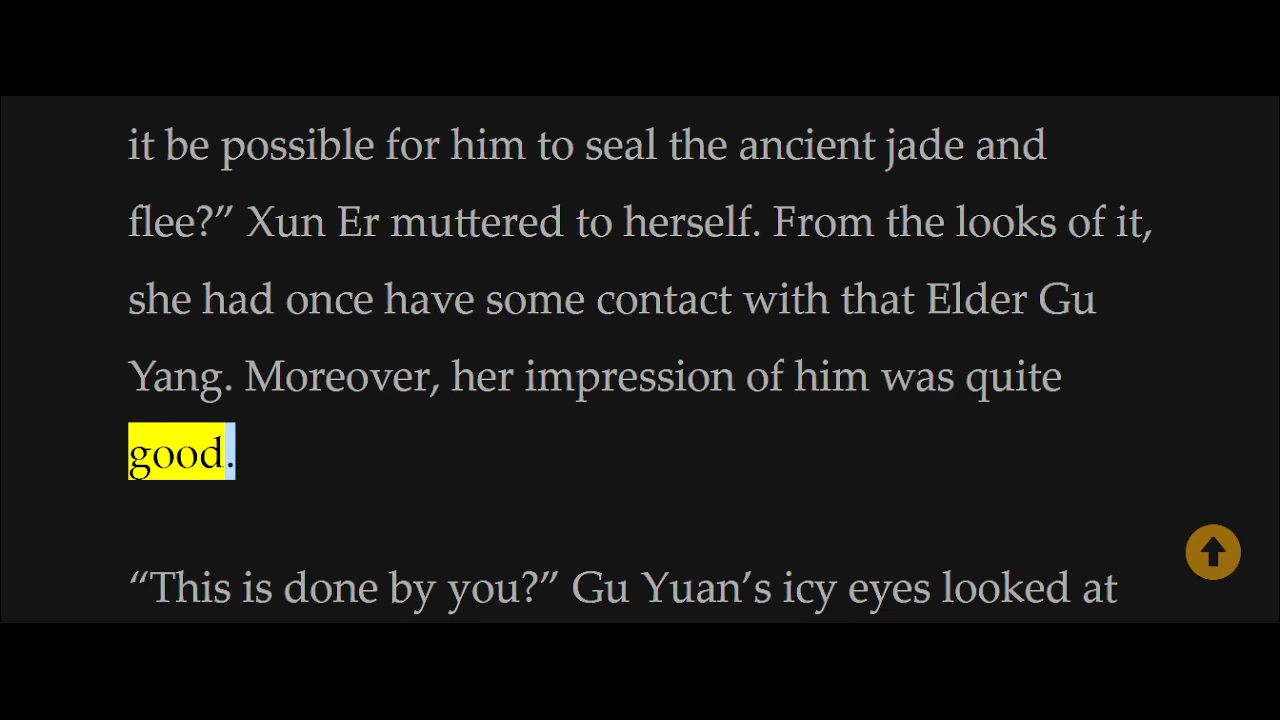 it be possible for him to seal the ancient jade and
flee?” Xun Er muttered to herself. From the looks of it,
she had once have some contact with that Elder Gu
Yang. Moreover, her impression of him was quite
good.
“This is done by you?” Gu Yuan’s icy eyes looked at